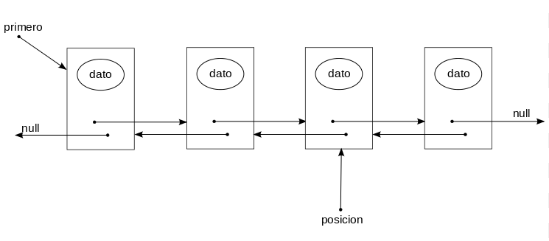 primero
dato
dato
dato
dato
null
null
posicion